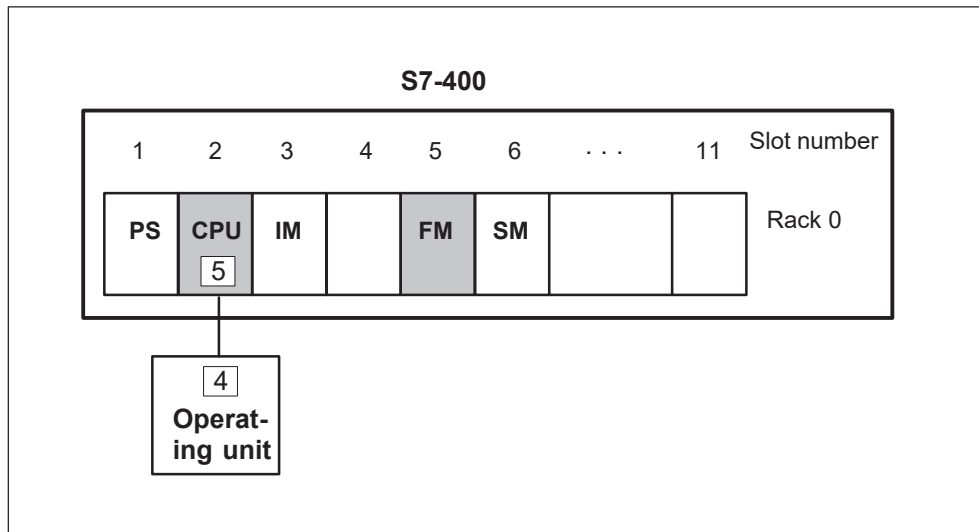 S7-400
1 2 3 4 5 6 . . . 11 Slot number
PS CPU IM FM SM Rack 0
5
4
Operat-
ing unit